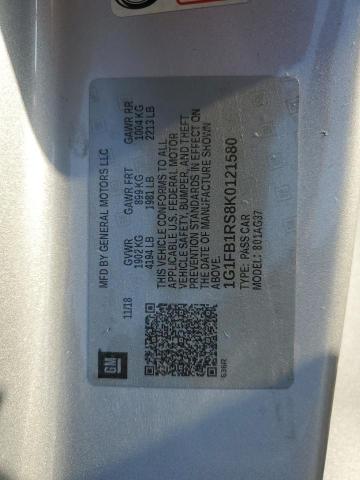 MFD BY GENERAL MOTORS LLC
11/18 GVWR GAWR FRT GAWR RR
1902 KG 899 KG 1004 KG
4194 LB 1981 LB 2213 LB
THIS VEHICLE CONFORMS TO ALL
APPLICABLE U.S. FEDERAL MOTOR
VEHICLE SAFETY, BUMPER, AND THEFT
PREVENTION STANDARDS IN EFFECT ON
THE DATE OF MANUFACTURE SHOWN
ABOVE.
1G1FB1RS8K0121580
TYPE: PASS CAR
MODEL: 801AG37
GM